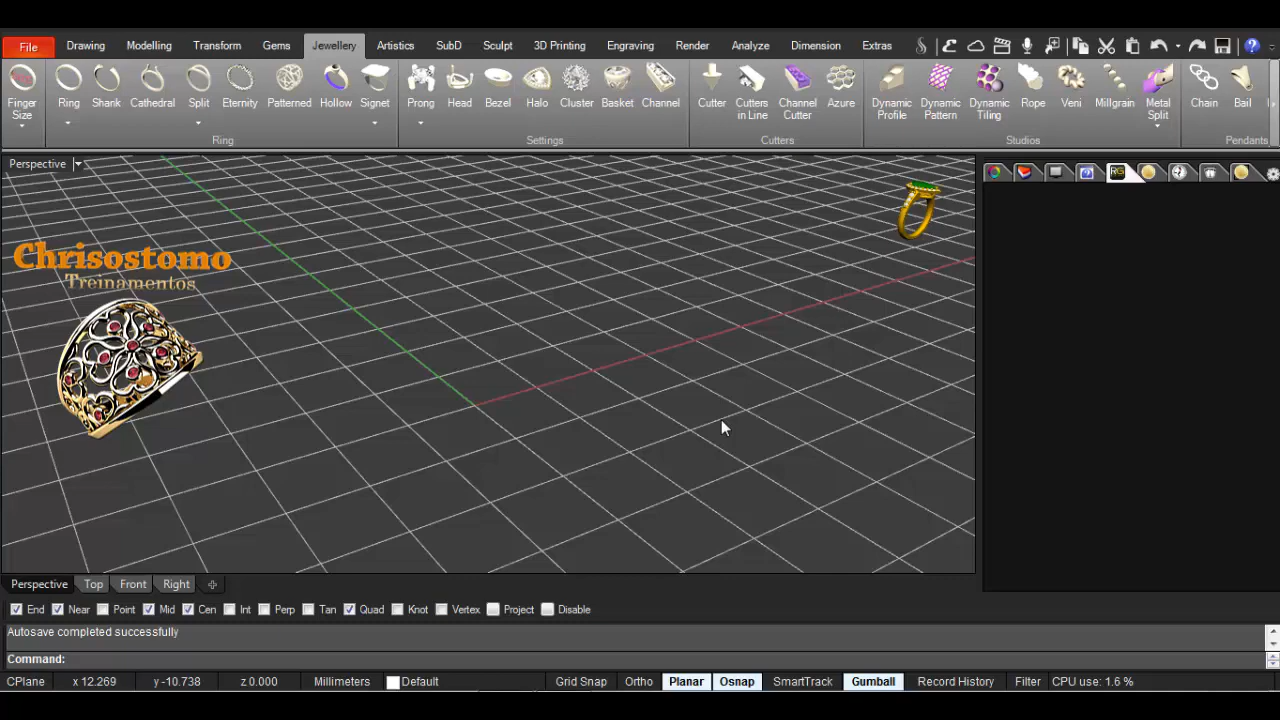 File Drawing Modelling Transform Gems Jewellery Artistics SubD Sculpt 3D Printing Engraving Render Analyze Dimension Extras
Finger Size Ring Shank Cathedral Split Eternity Patterned Hollow Signet Prong Head Bezel Halo Cluster Basket Channel Cutter Cutters in Line Channel Cutter Azure Dynamic Profile Dynamic Pattern Dynamic Tiling Rope Veni Millgrain Metal Split Chain Bail
Ring Settings Cutters Studios Pendants
Perspective
RG
Chrisostomo
Treinamentos
Perspective Top Front Right
End Near Point Mid Cen Int Perp Tan Quad Knot Vertex Project Disable
Autosave completed successfully
Command:
CPlane x 12.269 y -10.738 z 0.000 Millimeters Default Grid Snap Ortho Planar Osnap SmartTrack Gumball Record History Filter CPU use: 1.6 %